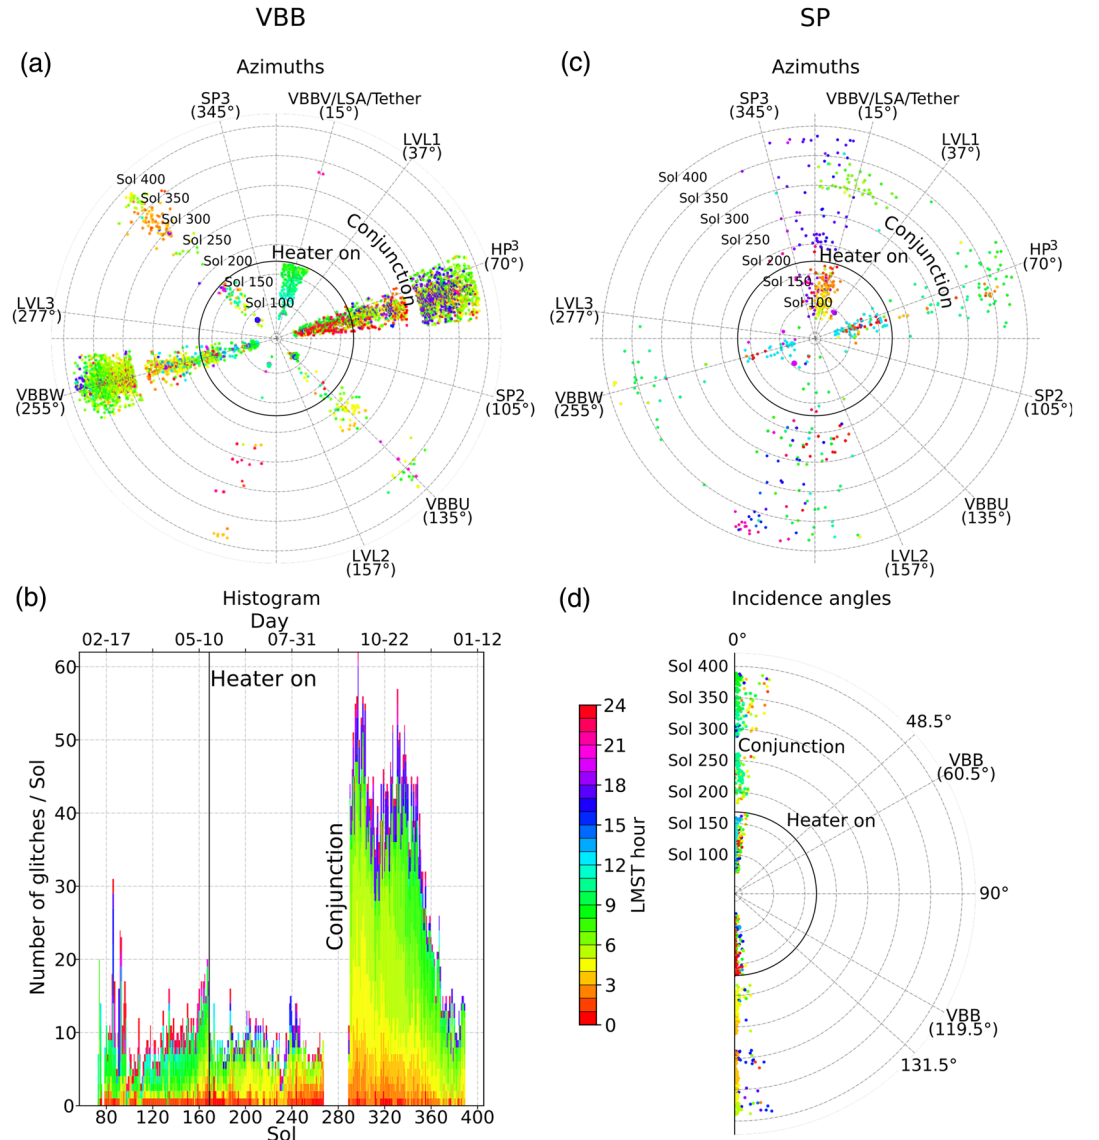 VBB
SP
(a)
Azimuths
SP3
(345°)
VBBV/LSA/Tether
(15°)
LVL1
(37°)
HP³
(70°)
SP2
(105°)
VBBU
(135°)
LVL2
(157°)
VBBW
(255°)
LVL3
(277°)
Sol 400
Sol 350
Sol 300
Sol 250
Sol 200
Sol 150
Sol 100
Heater on
Conjunction
(c)
Azimuths
SP3
(345°)
VBBV/LSA/Tether
(15°)
LVL1
(37°)
HP³
(70°)
SP2
(105°)
VBBU
(135°)
LVL2
(157°)
VBBW
(255°)
LVL3
(277°)
Sol 400
Sol 350
Sol 300
Sol 250
Sol 200
Sol 150
Sol 100
Heater on
Conjunction
(b)
Histogram
Day
02-17 05-10 07-31 10-22 01-12
Heater on
Conjunction
Number of glitches / Sol
60
50
40
30
20
10
0
80 120 160 200 240 280 320 360 400
Sol
24
21
18
15
12
9
6
3
0
LMST hour
(d)
Incidence angles
0°
48.5°
VBB
(60.5°)
90°
VBB
(119.5°)
131.5°
Sol 400
Sol 350
Sol 300
Conjunction
Sol 250
Sol 200
Heater on
Sol 150
Sol 100